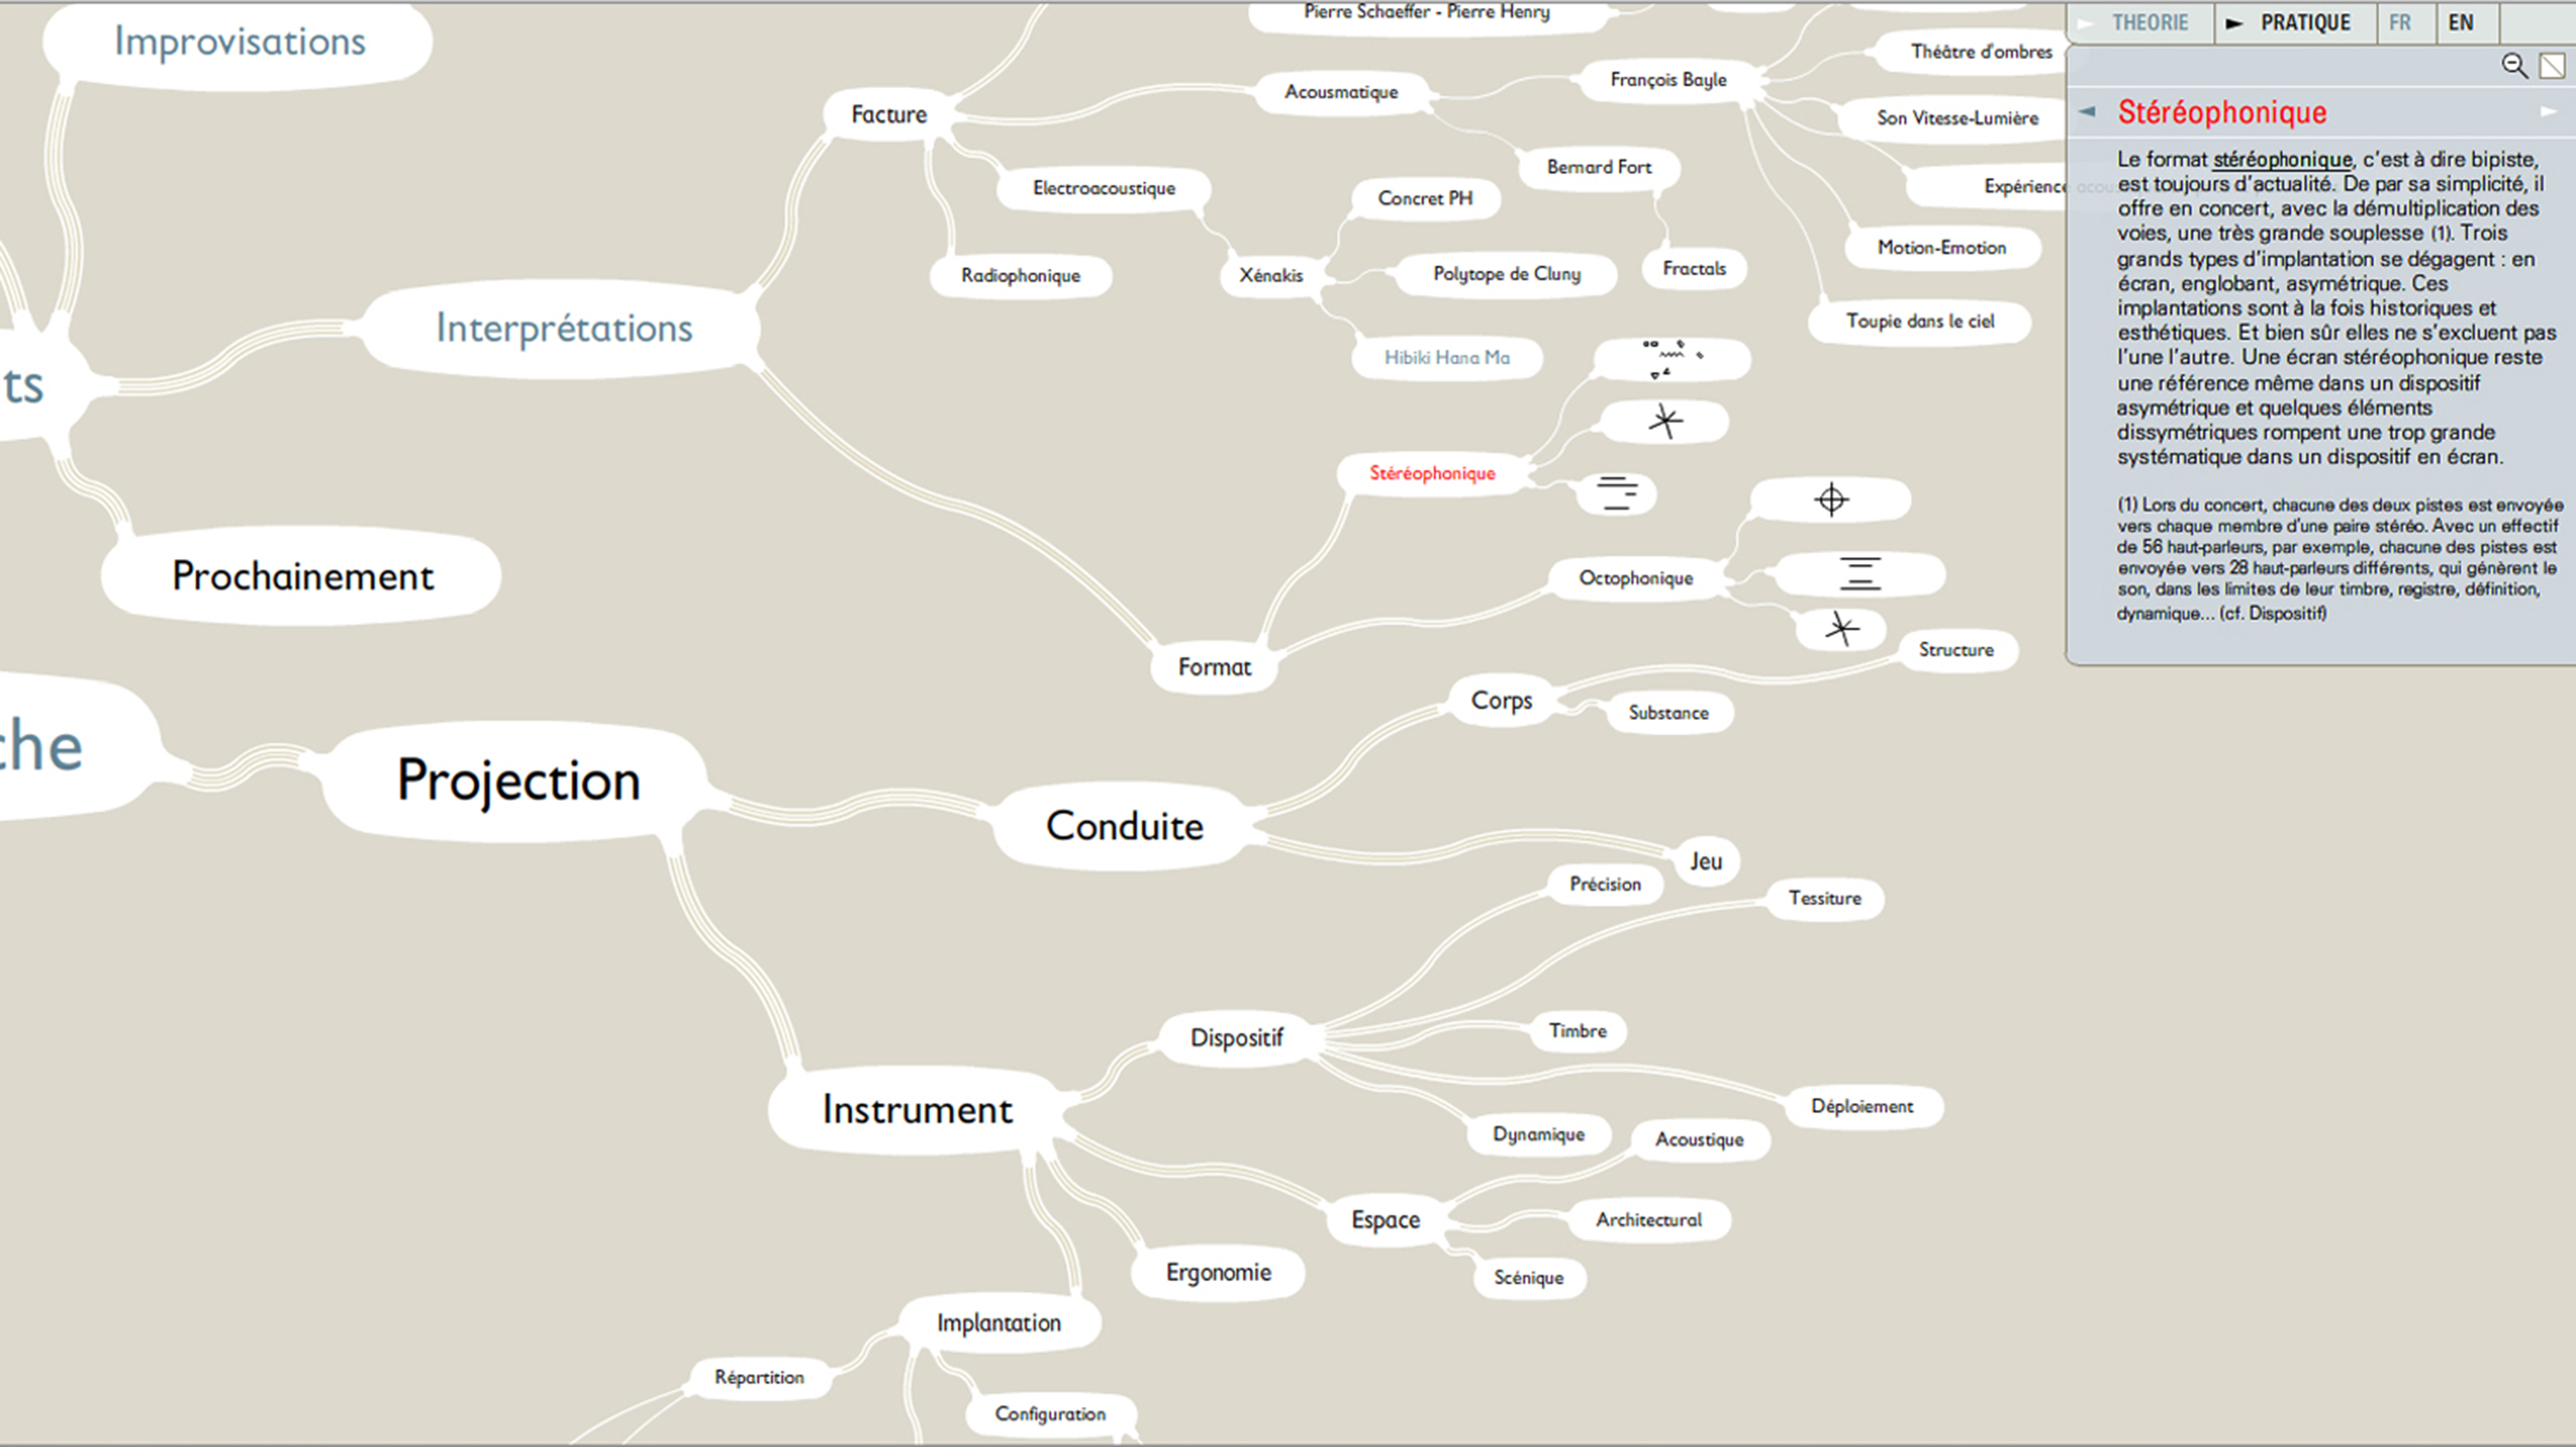 Improvisations
Pierre Schaeffer - Pierre Henry
Facture
Acousmatique
François Bayle
Théâtre d'ombres
Son Vitesse-Lumière
Bernard Fort
Electroacoustique
Concret PH
Expérience acou
Radiophonique
Xénakis
Polytope de Cluny
Fractals
Motion-Emotion
Toupie dans le ciel
Interprétations
Hibiki Hana Ma
ts
Stéréophonique
Prochainement
Octophonique
Format
Structure
Corps
Substance
che
Projection
Conduite
Jeu
Précision
Tessiture
Dispositif
Timbre
Instrument
Déploiement
Dynamique
Acoustique
Espace
Architectural
Ergonomie
Scénique
Implantation
Répartition
Configuration
THEORIE PRATIQUE FR EN
Stéréophonique
Le format stéréophonique, c'est à dire bipiste,
est toujours d'actualité. De par sa simplicité, il
offre en concert, avec la démultiplication des
voies, une très grande souplesse (1). Trois
grands types d'implantation se dégagent : en
écran, englobant, asymétrique. Ces
implantations sont à la fois historiques et
esthétiques. Et bien sûr elles ne s'excluent pas
l'une l'autre. Une écran stéréophonique reste
une référence même dans un dispositif
asymétrique et quelques éléments
dissymétriques rompent une trop grande
systématique dans un dispositif en écran.
(1) Lors du concert, chacune des deux pistes est envoyée
vers chaque membre d'une paire stéréo. Avec un effectif
de 56 haut-parleurs, par exemple, chacune des pistes est
envoyée vers 28 haut-parleurs différents, qui génèrent le
son, dans les limites de leur timbre, registre, définition,
dynamique... (cf. Dispositif)